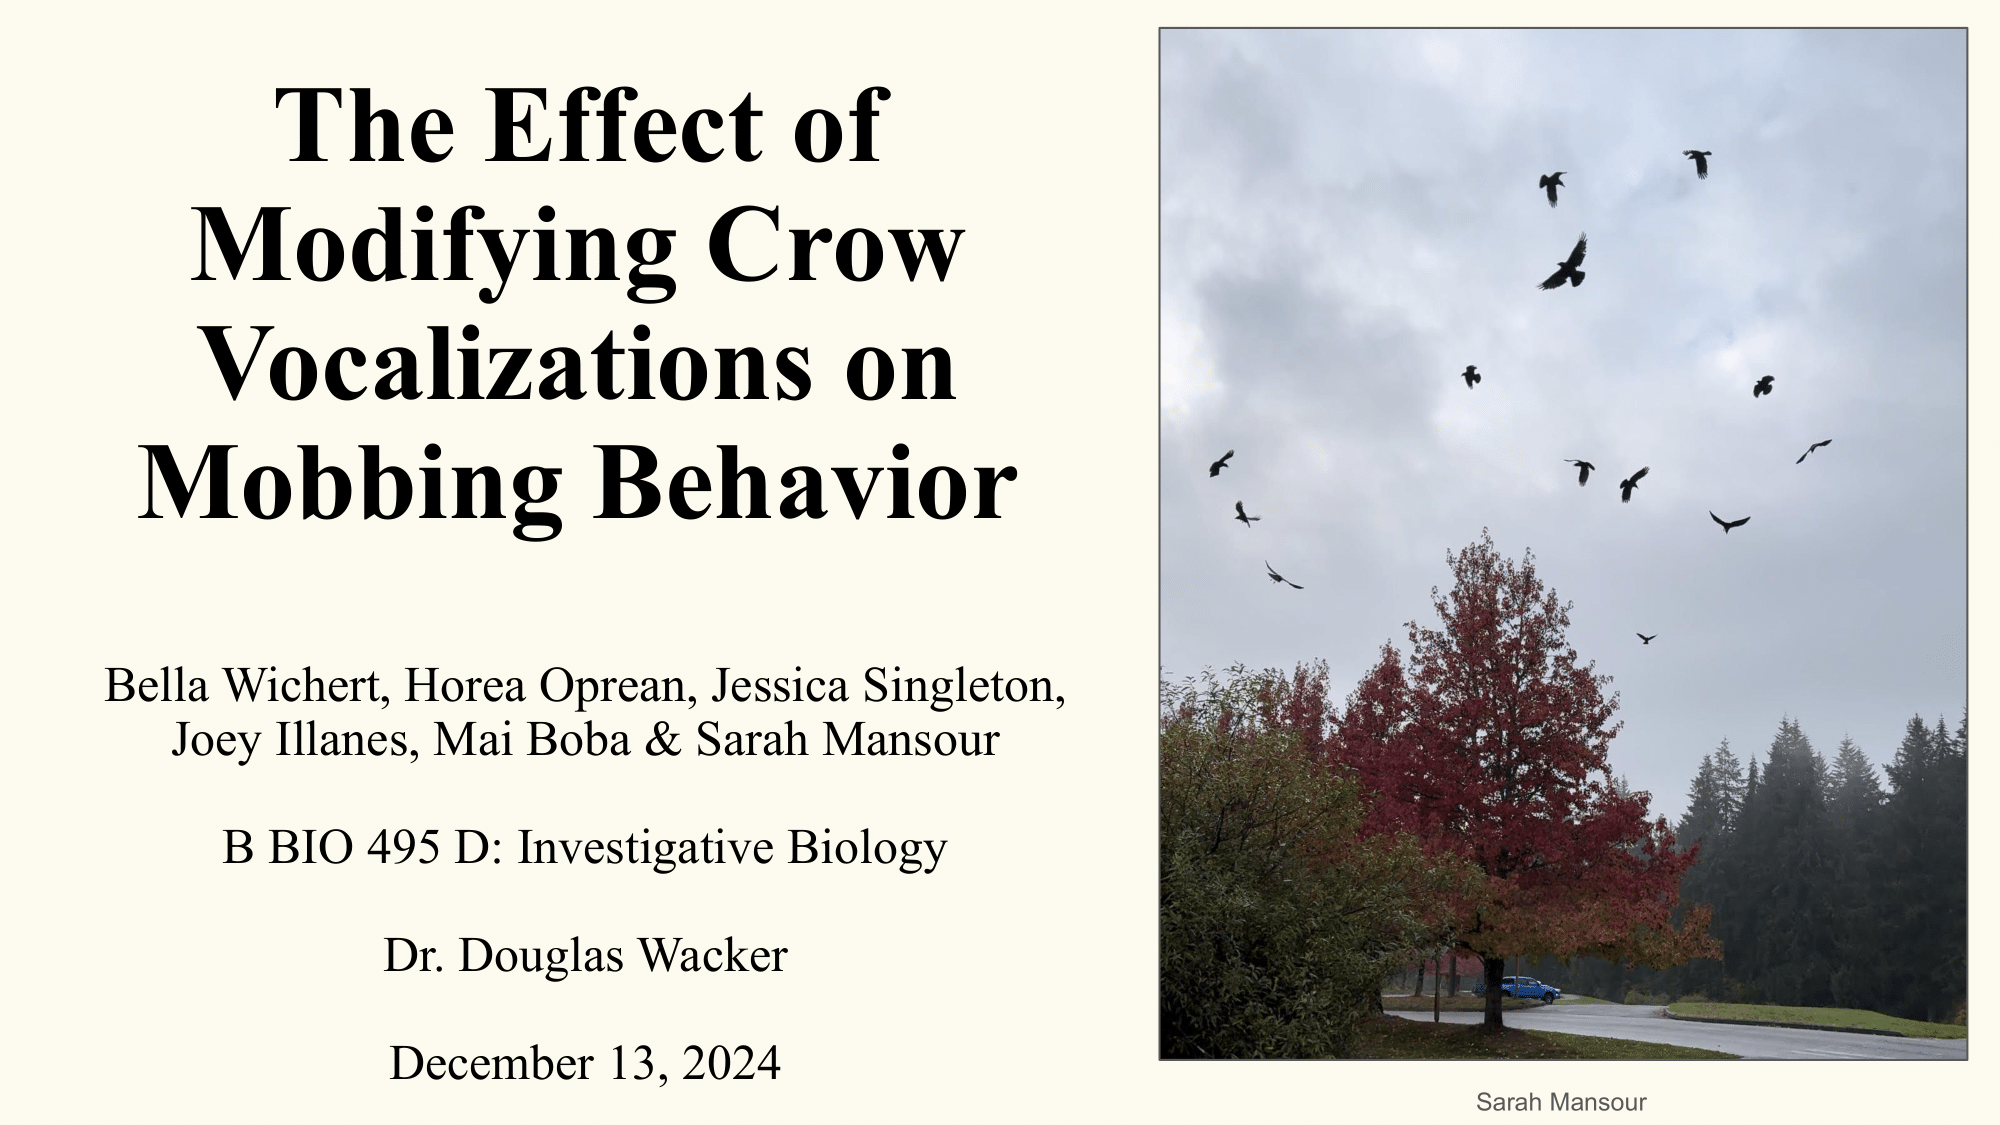 The Effect of
Modifying Crow
Vocalizations on
Mobbing Behavior
Bella Wichert, Horea Oprean, Jessica Singleton,
Joey Illanes, Mai Boba & Sarah Mansour
B BIO 495 D: Investigative Biology
Dr. Douglas Wacker
December 13, 2024
Sarah Mansour